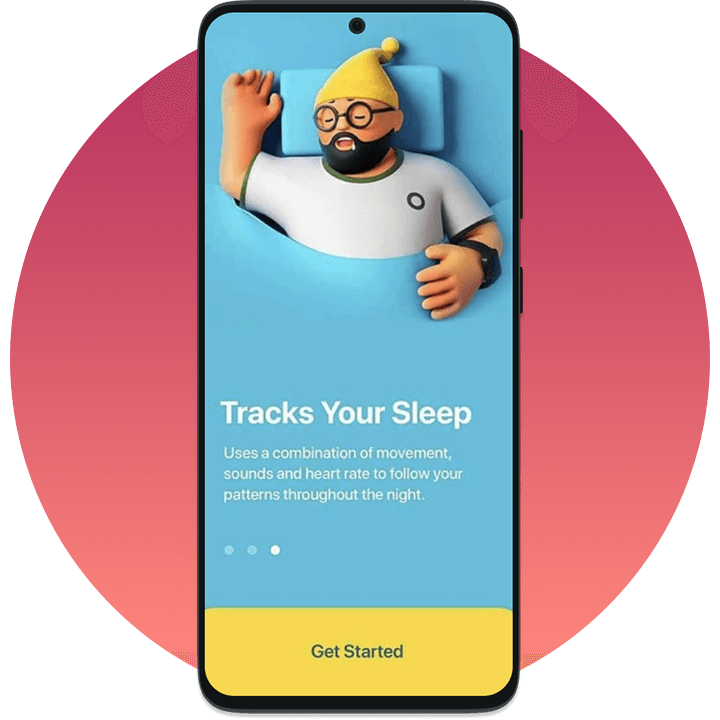 Tracks Your Sleep
Uses a combination of movement,
sounds and heart rate to follow your
patterns throughout the night.
Get Started